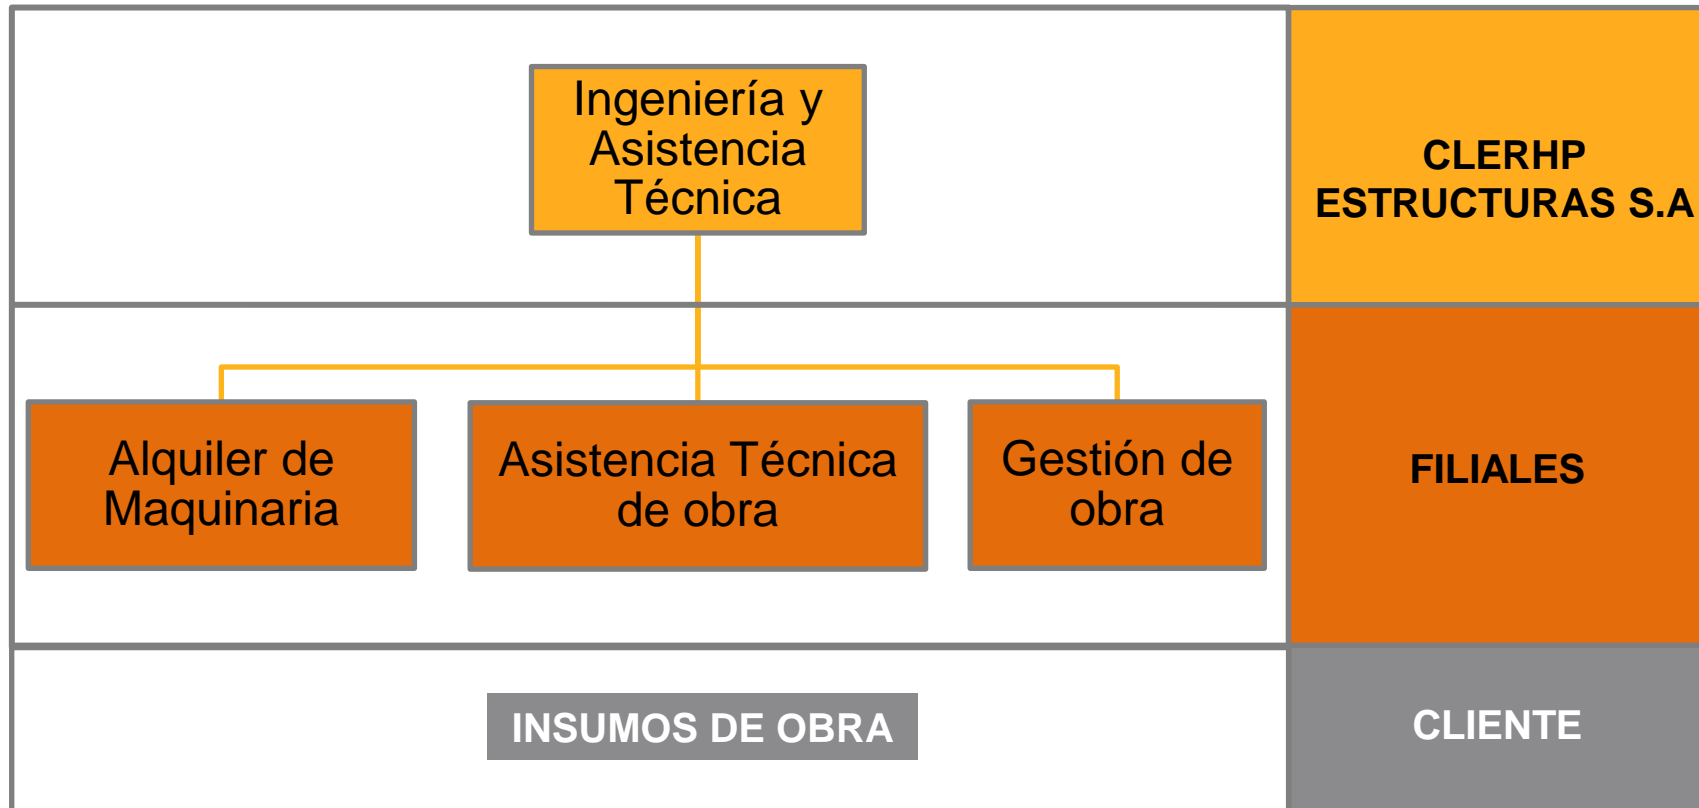 Ingeniería y
Asistencia
Técnica
CLERHP
ESTRUCTURAS S.A
Alquiler de
Maquinaria
Asistencia Técnica
de obra
Gestión de
obra
FILIALES
INSUMOS DE OBRA
CLIENTE